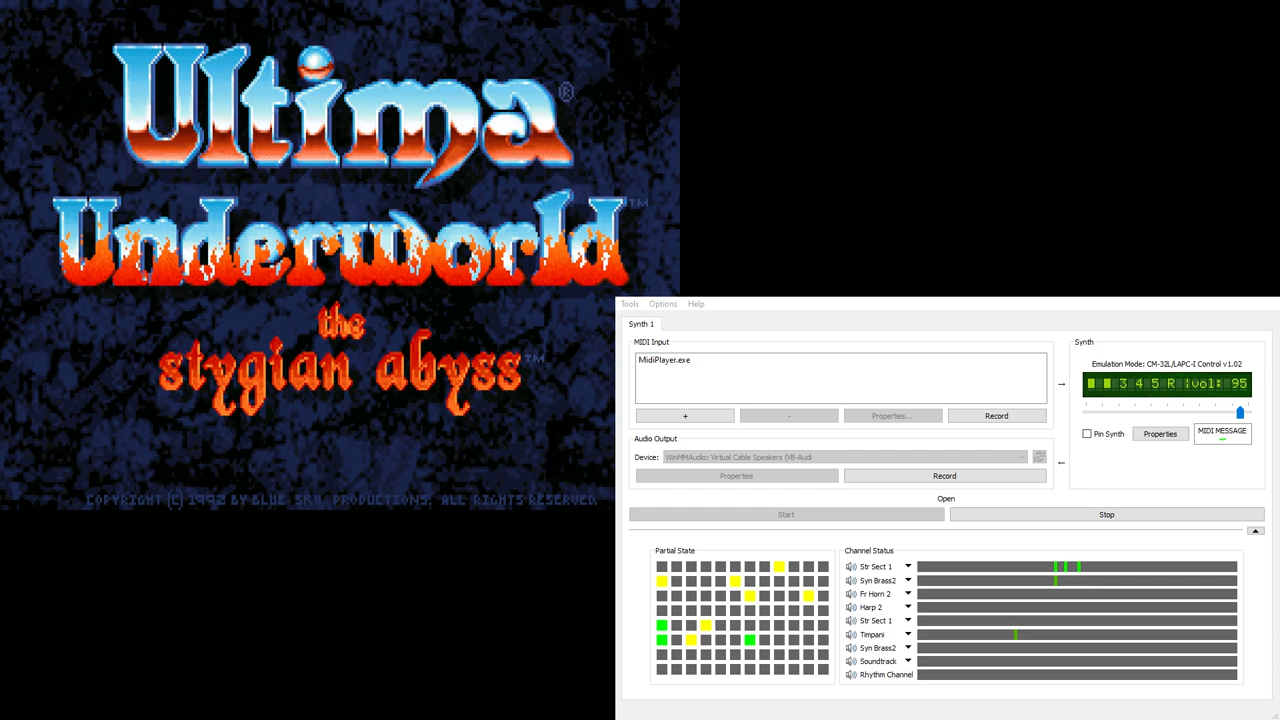 Ultima®
Underworld™
the
stygian abyss™
COPYRIGHT (C) 1992 BY BLUE SKY PRODUCTIONS. ALL RIGHTS RESERVED.
Tools Options Help
Synth 1
MIDI Input
MidiPlayer.exe
+ - Properties... Record
Audio Output
Device: WinMMAudio: Virtual Cable Speakers (VB-Audi
Properties Record
Synth
Emulation Mode: CM-32L/LAPC-I Control v1.02
3 4 5 R |vol: 95
Pin Synth Properties MIDI MESSAGE
Open
Start Stop
Partial State
Channel Status
Str Sect 1
Syn Brass2
Fr Horn 2
Harp 2
Str Sect 1
Timpani
Syn Brass2
Soundtrack
Rhythm Channel